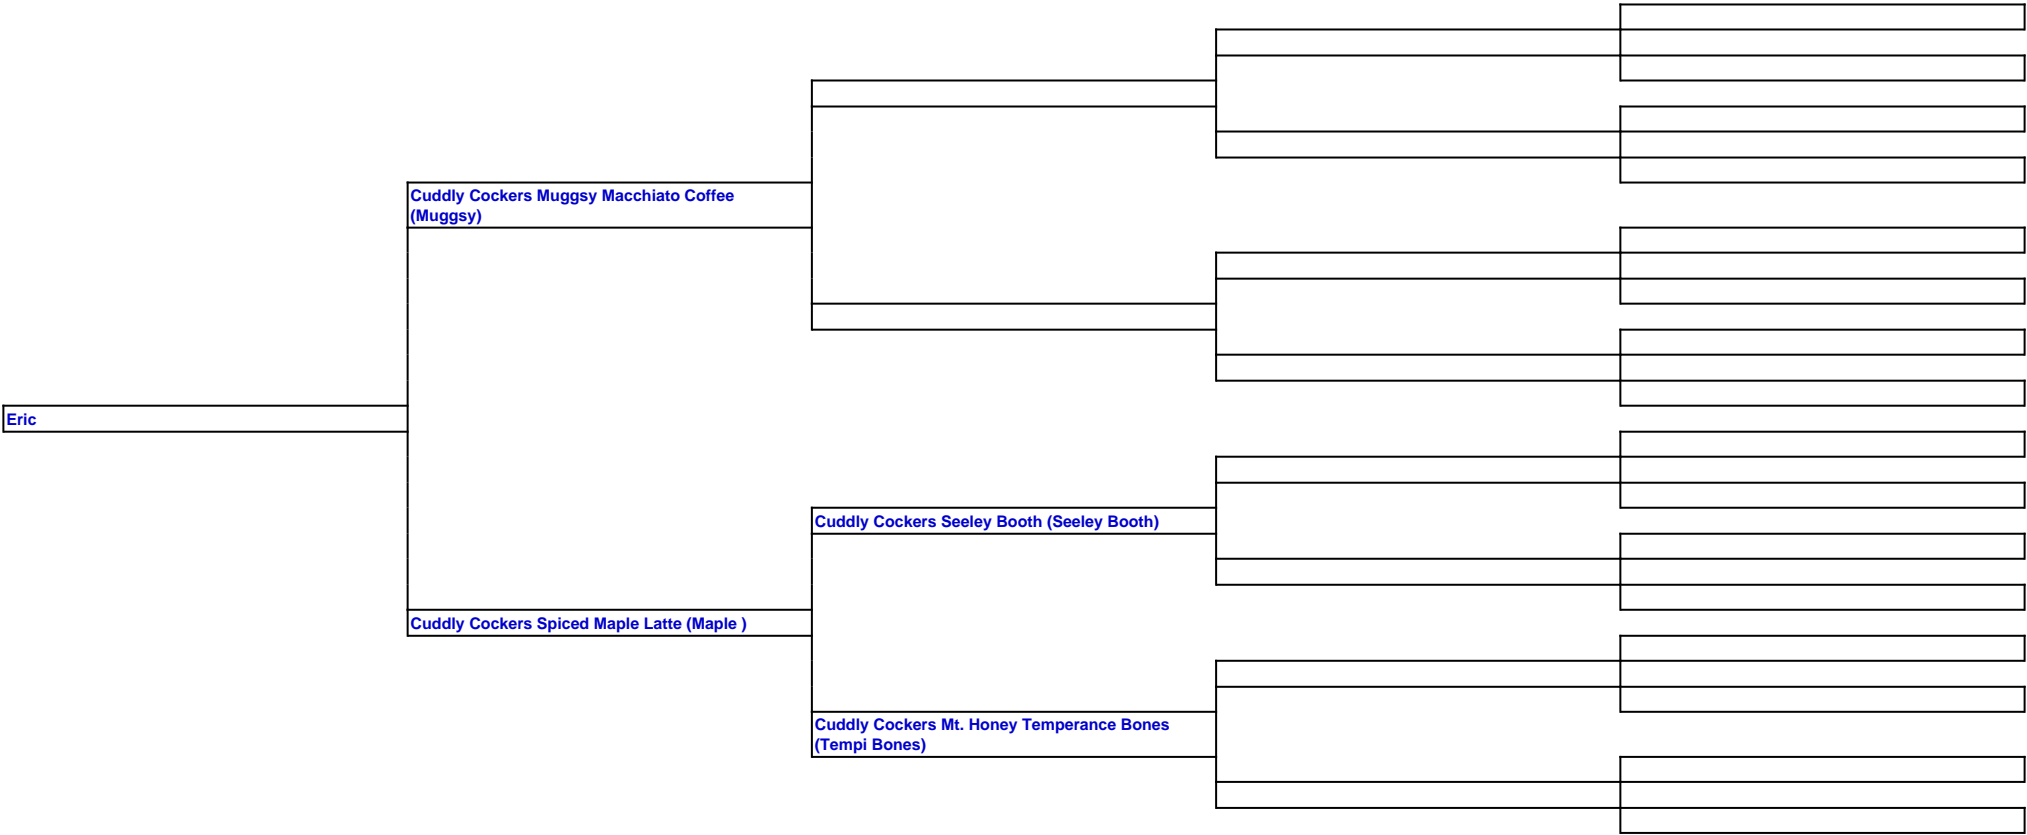 Cuddly Cockers Muggsy Macchiato Coffee
(Muggsy)
Eric
Cuddly Cockers Seeley Booth (Seeley Booth)
Cuddly Cockers Spiced Maple Latte (Maple )
Cuddly Cockers Mt. Honey Temperance Bones
(Tempi Bones)